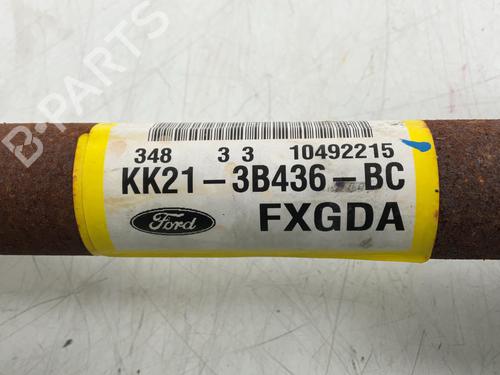 B-PARTS
348 3 3 10492215
KK21-3B436-BC
Ford FXGDA